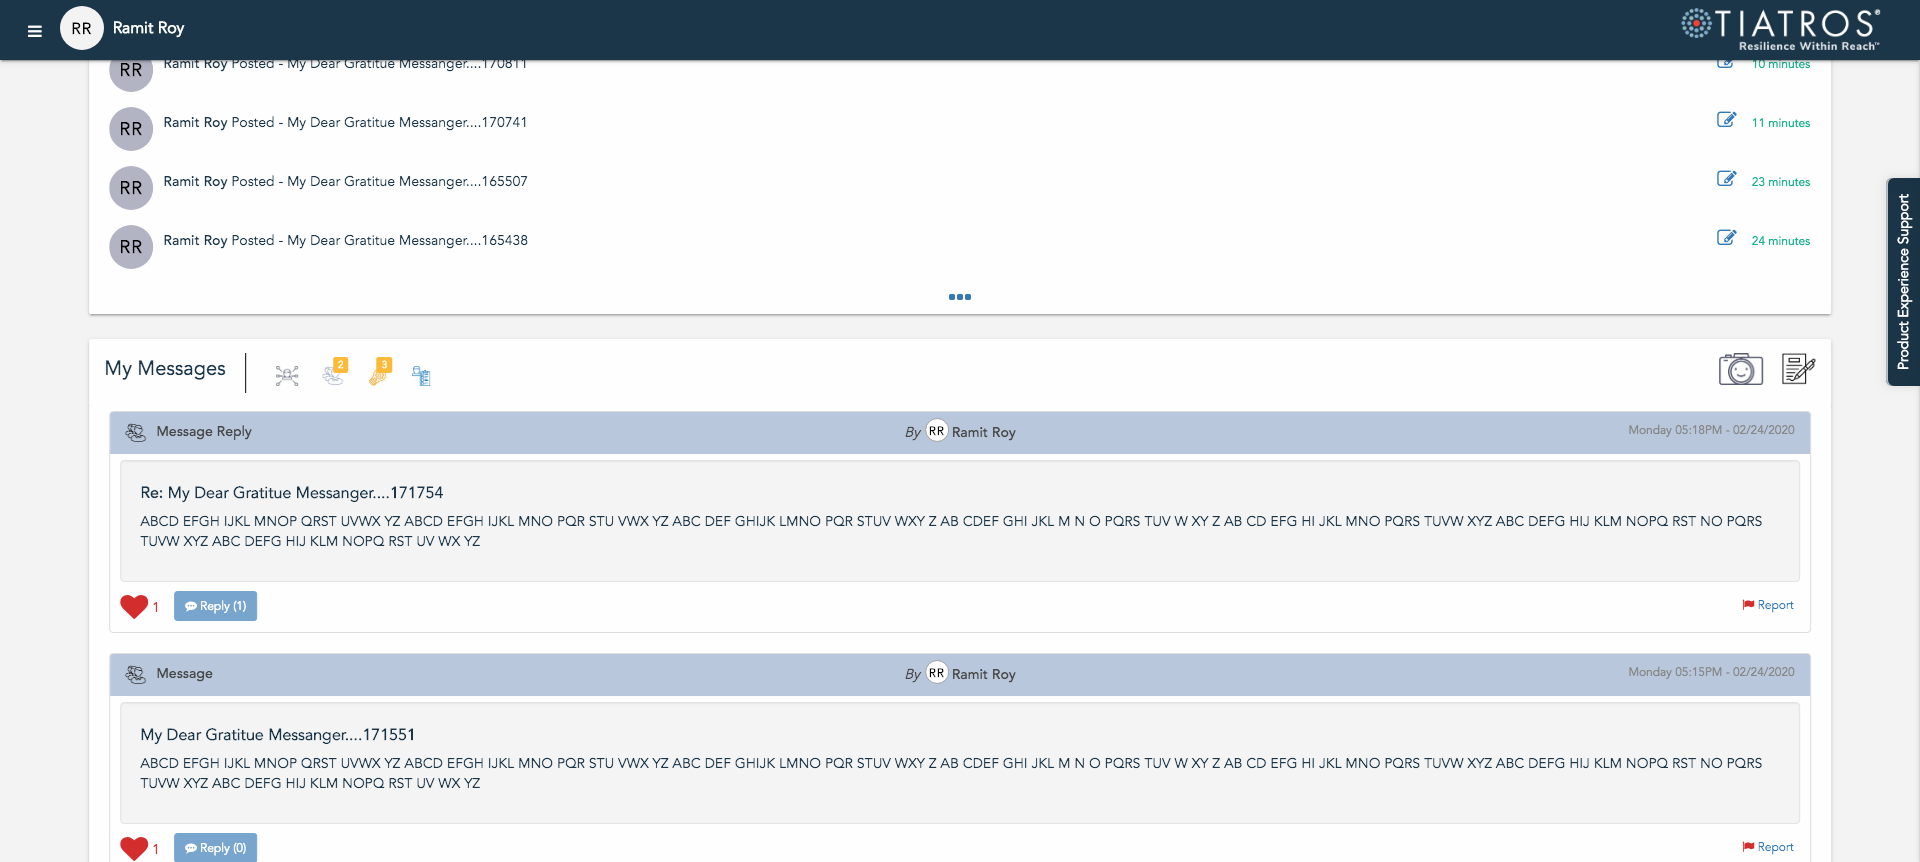 RR Ramit Roy
TIATROS®
Resilience Within Reach™
RR Ramit Roy Posted - My Dear Gratitue Messanger....170811 10 minutes
RR Ramit Roy Posted - My Dear Gratitue Messanger....170741 11 minutes
RR Ramit Roy Posted - My Dear Gratitue Messanger....165507 23 minutes
RR Ramit Roy Posted - My Dear Gratitue Messanger....165438 24 minutes
Product Experience Support
My Messages 2 3
Message Reply By RR Ramit Roy Monday 05:18PM - 02/24/2020
Re: My Dear Gratitue Messanger....171754
ABCD EFGH IJKL MNOP QRST UVWX YZ ABCD EFGH IJKL MNO PQR STU VWX YZ ABC DEF GHIJK LMNO PQR STUV WXY Z AB CDEF GHI JKL M N O PQRS TUV W XY Z AB CD EFG HI JKL MNO PQRS TUVW XYZ ABC DEFG HIJ KLM NOPQ RST NO PQRS
TUVW XYZ ABC DEFG HIJ KLM NOPQ RST UV WX YZ
1 Reply (1) Report
Message By RR Ramit Roy Monday 05:15PM - 02/24/2020
My Dear Gratitue Messanger....171551
ABCD EFGH IJKL MNOP QRST UVWX YZ ABCD EFGH IJKL MNO PQR STU VWX YZ ABC DEF GHIJK LMNO PQR STUV WXY Z AB CDEF GHI JKL M N O PQRS TUV W XY Z AB CD EFG HI JKL MNO PQRS TUVW XYZ ABC DEFG HIJ KLM NOPQ RST NO PQRS
TUVW XYZ ABC DEFG HIJ KLM NOPQ RST UV WX YZ
1 Reply (0) Report